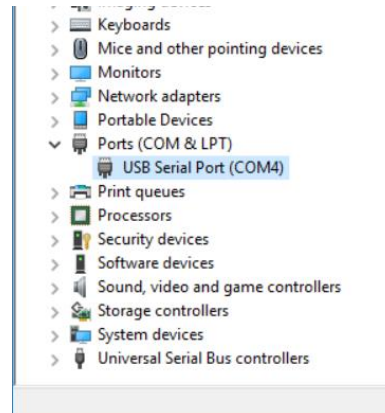 Keyboards
Mice and other pointing devices
Monitors
Network adapters
Portable Devices
Ports (COM & LPT)
USB Serial Port (COM4)
Print queues
Processors
Security devices
Software devices
Sound, video and game controllers
Storage controllers
System devices
Universal Serial Bus controllers